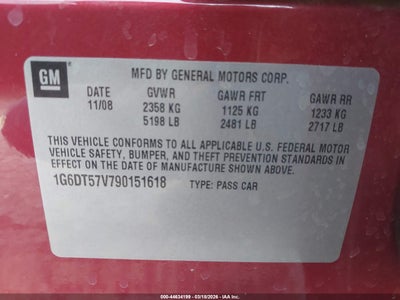 GM
MFD BY GENERAL MOTORS CORP.
DATE GVWR GAWR FRT GAWR RR
11/08 2358 KG 1125 KG 1233 KG
5198 LB 2481 LB 2717 LB
THIS VEHICLE CONFORMS TO ALL APPLICABLE U.S. FEDERAL MOTOR
VEHICLE SAFETY, BUMPER, AND THEFT PREVENTION STANDARDS
IN EFFECT ON THE DATE OF MANUFACTURE SHOWN ABOVE.
1G6DT57V790151618 TYPE: PASS CAR
000-44634199 - 03/18/2026 - IAA, Inc.